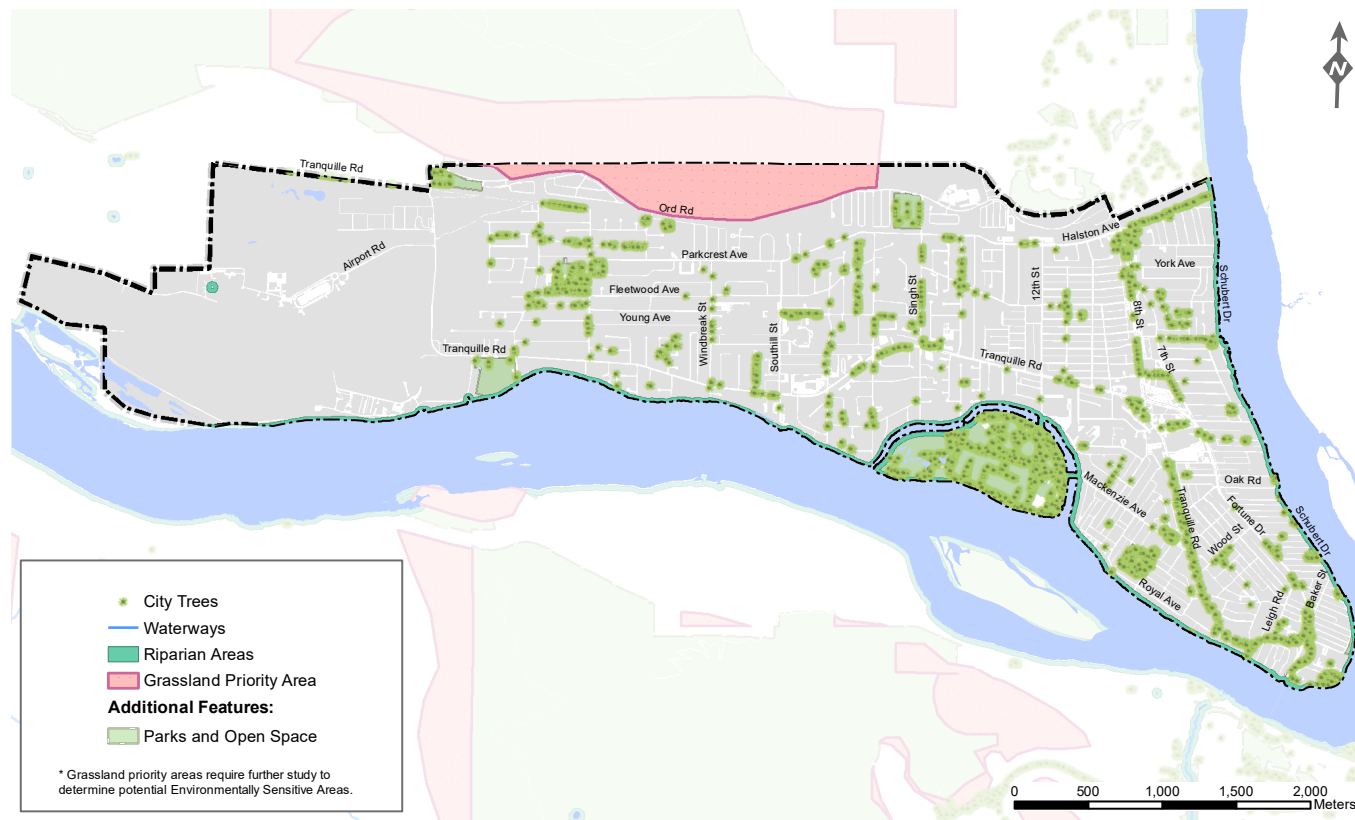 N
Tranquille Rd
Ord Rd
Halston Ave
Airport Rd
Parkcrest Ave
York Ave
Fleetwood Ave
12th St
Singh St
Schubert Dr
Young Ave
8th St
Windbreak St
Southill St
Tranquille Rd
Tranquille Rd
7th St
Mackenzie Ave
Oak Rd
Tranquille Rd
Fortune Dr
Schubert Dr
Wood St
Royal Ave
Leigh Rd
Baker St
City Trees
Waterways
Riparian Areas
Grassland Priority Area
Additional Features:
Parks and Open Space
* Grassland priority areas require further study to
determine potential Environmentally Sensitive Areas.
0 500 1,000 1,500 2,000
Meters